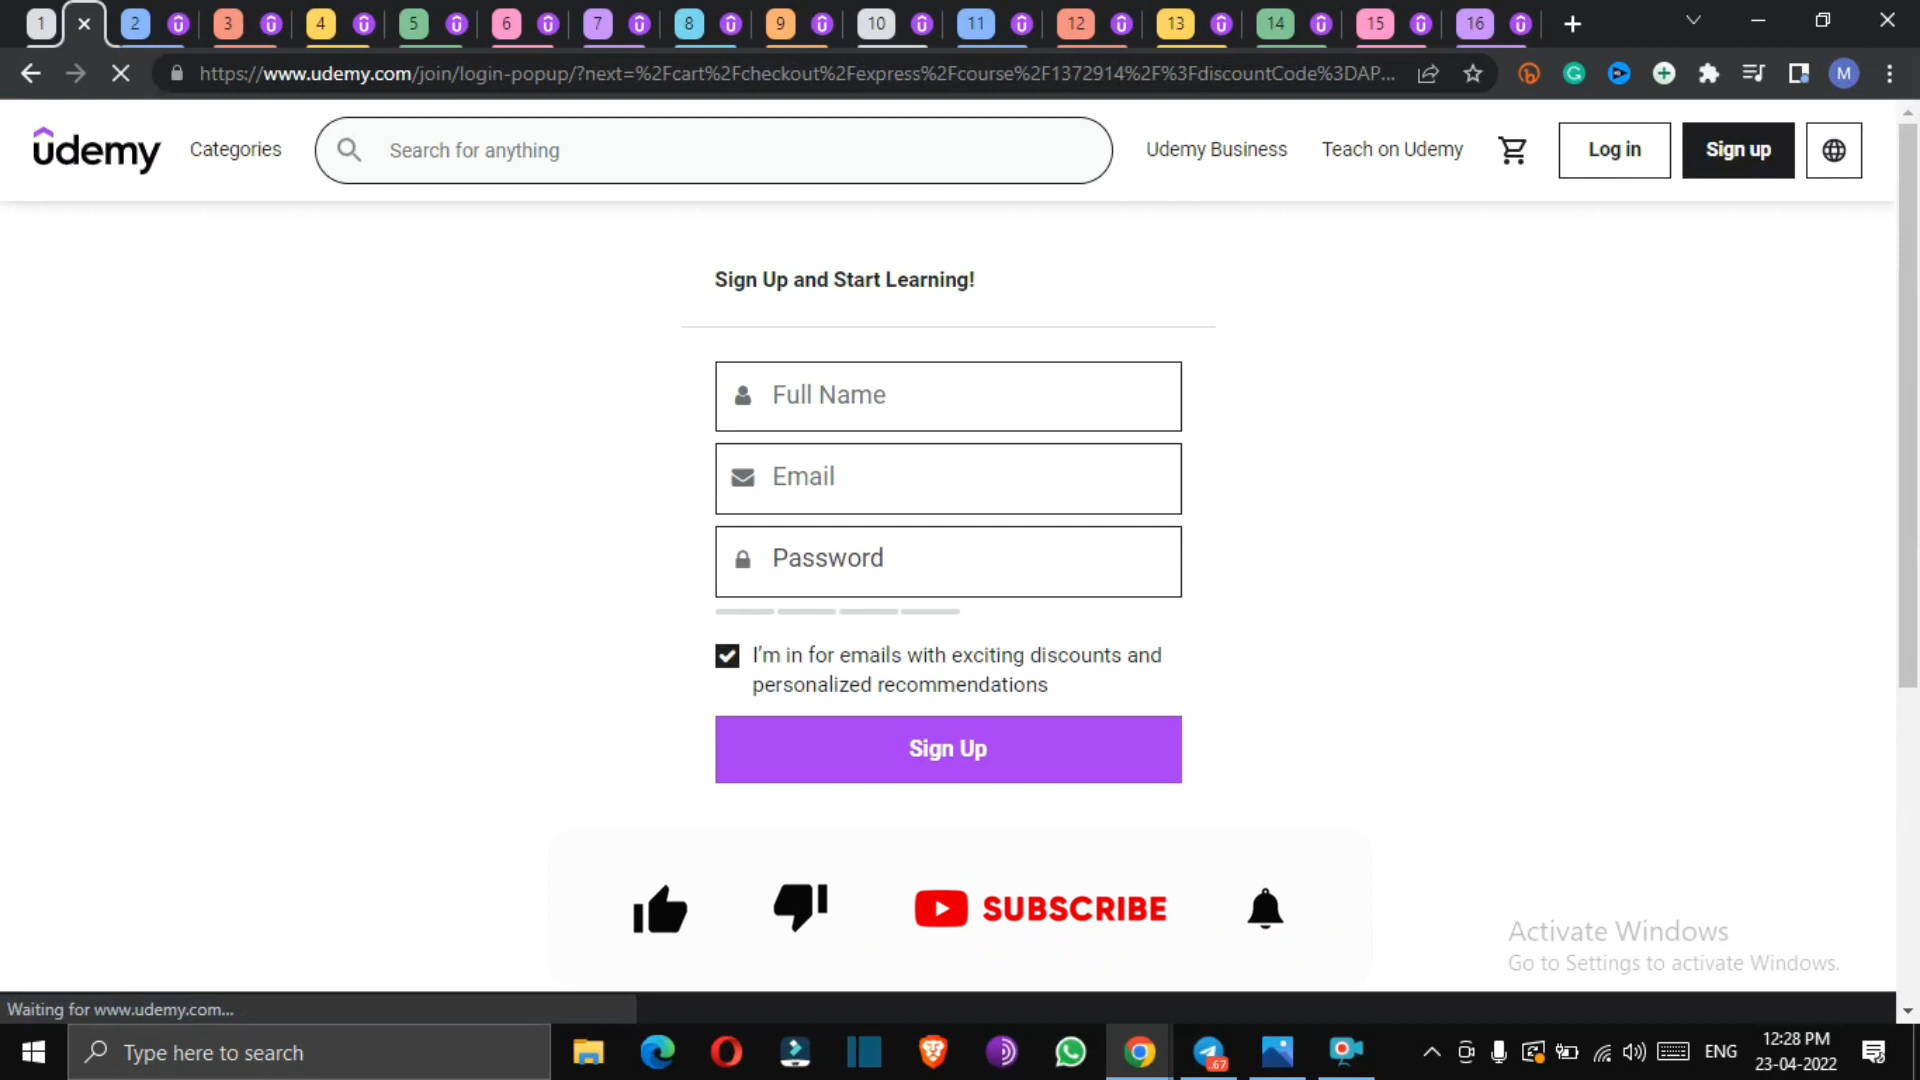 1 2 3 4 5 6 7 8 9 10 11 12 13 14 15 16
https://www.udemy.com/join/login-popup/?next=%2Fcart%2Fcheckout%2Fexpress%2Fcourse%2F1372914%2F%3FdiscountCode%3DAP...
M
udemy
Categories
Search for anything
Udemy Business
Teach on Udemy
Log in
Sign up
Sign Up and Start Learning!
Full Name
Email
Password
I'm in for emails with exciting discounts and
personalized recommendations
Sign Up
SUBSCRIBE
Activate Windows
Go to Settings to activate Windows.
Waiting for www.udemy.com...
Type here to search
67
ENG
12:28 PM
23-04-2022